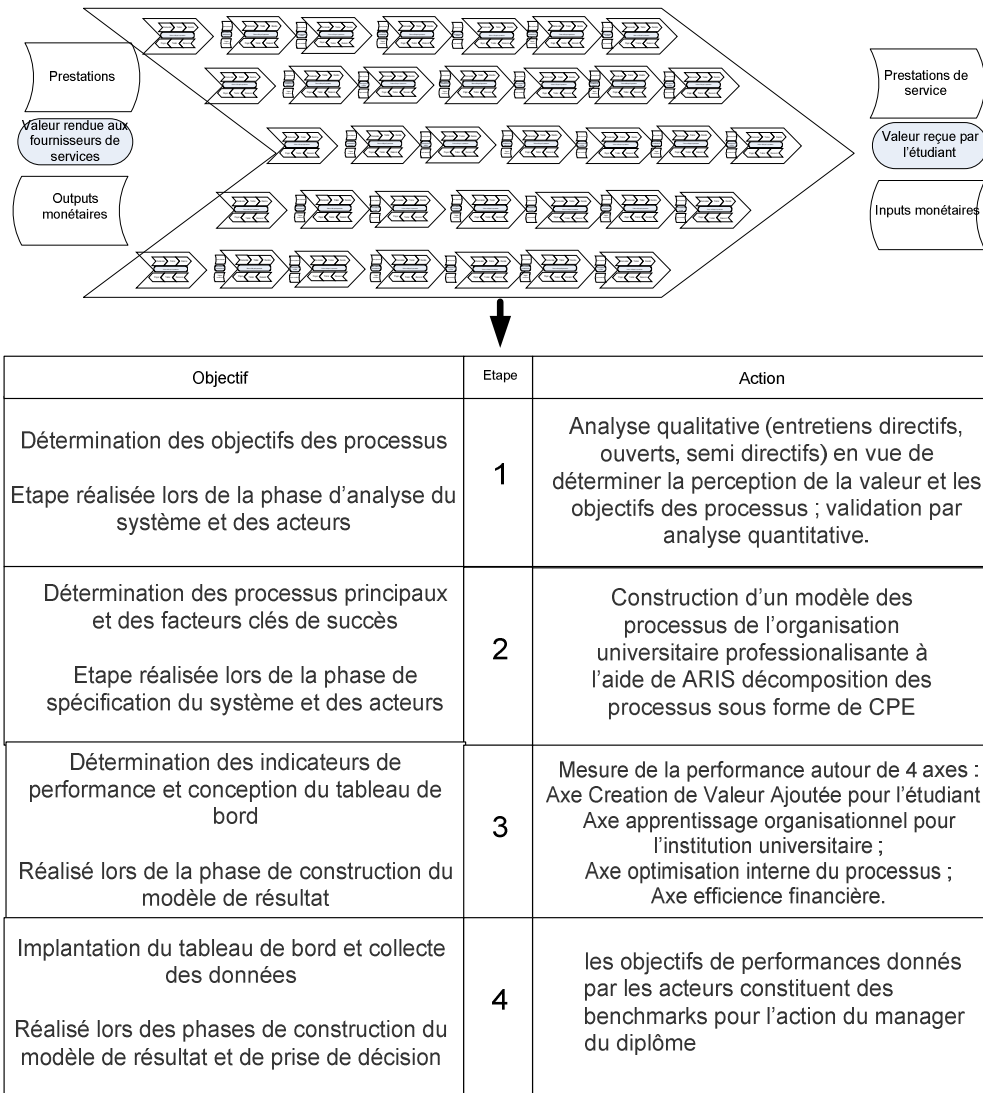 Prestations
Valeur rendue aux
fournisseurs de
services
Outputs
monétaires
Prestations de
service
Valeur reçue par
l'étudiant
Inputs monétaires
Objectif
Etape
Action
Détermination des objectifs des processus
Etape réalisée lors de la phase d'analyse du
système et des acteurs
1
Analyse qualitative (entretiens directifs,
ouverts, semi directifs) en vue de
déterminer la perception de la valeur et les
objectifs des processus ; validation par
analyse quantitative.
Détermination des processus principaux
et des facteurs clés de succès
Etape réalisée lors de la phase de
spécification du système et des acteurs
2
Construction d'un modèle des
processus de l'organisation
universitaire professionalisante à
l'aide de ARIS décomposition des
processus sous forme de CPE
Détermination des indicateurs de
performance et conception du tableau de
bord
Réalisé lors de la phase de construction du
modèle de résultat
3
Mesure de la performance autour de 4 axes :
Axe Creation de Valeur Ajoutée pour l'étudiant
Axe apprentissage organisationnel pour
l'institution universitaire ;
Axe optimisation interne du processus ;
Axe efficience financière.
Implantation du tableau de bord et collecte
des données
Réalisé lors des phases de construction du
modèle de résultat et de prise de décision
4
les objectifs de performances donnés
par les acteurs constituent des
benchmarks pour l'action du manager
du diplôme